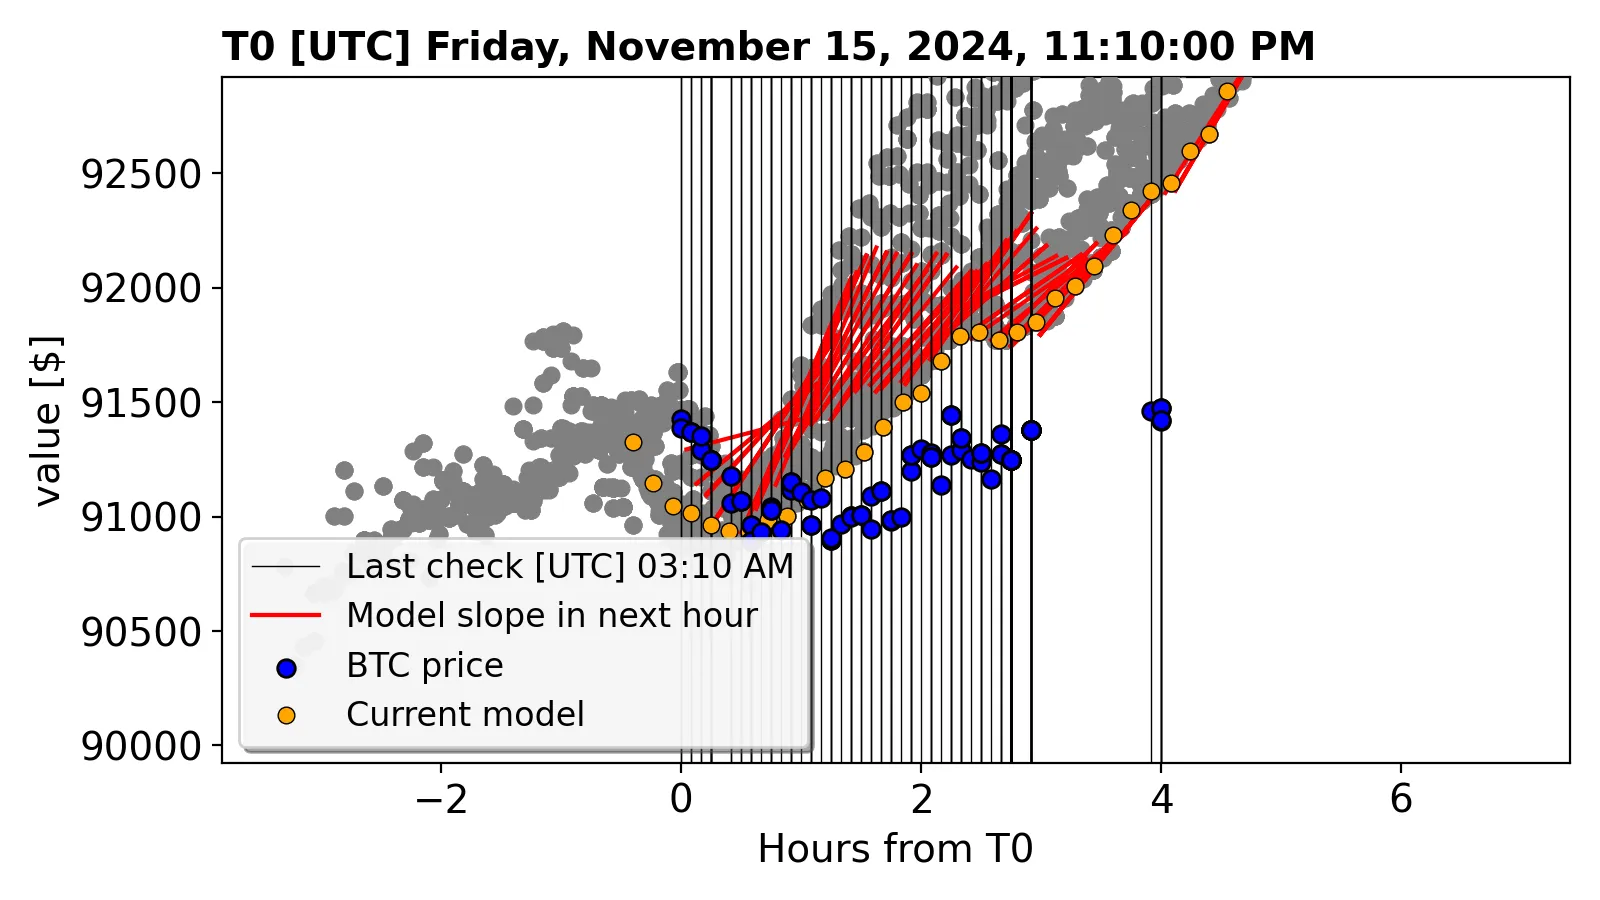 T0 [UTC] Friday, November 15, 2024, 11:10:00 PM
value [$]
92500
92000
91500
91000
90500
90000
Last check [UTC] 03:10 AM
Model slope in next hour
BTC price
Current model
−2 0 2 4 6
Hours from T0